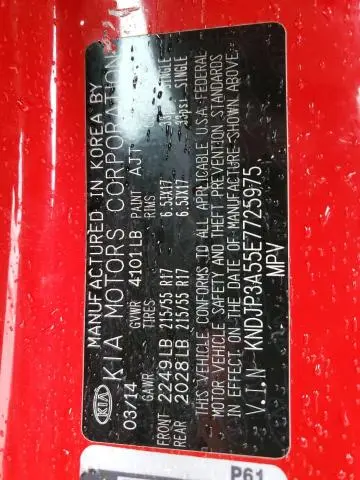 MANUFACTURED IN KOREA BY
KIA KIA MOTORS CORPORATION
03/14 GVWR 4101LB PAINT AJT
GAWR TIRES RIMS
FRONT 2249LB 215/55 R17 6.5JX17 33psi SINGLE
REAR 2028LB 215/55 R17 6.5JX17 33psi SINGLE
THIS VEHICLE CONFORMS TO ALL APPLICABLE U.S.A. FEDERAL
MOTOR VEHICLE SAFETY AND THEFT PREVENTION STANDARDS
IN EFFECT ON THE DATE OF MANUFACTURE SHOWN ABOVE.
V.I.N KNDJP3A55E7725975
MPV
P61